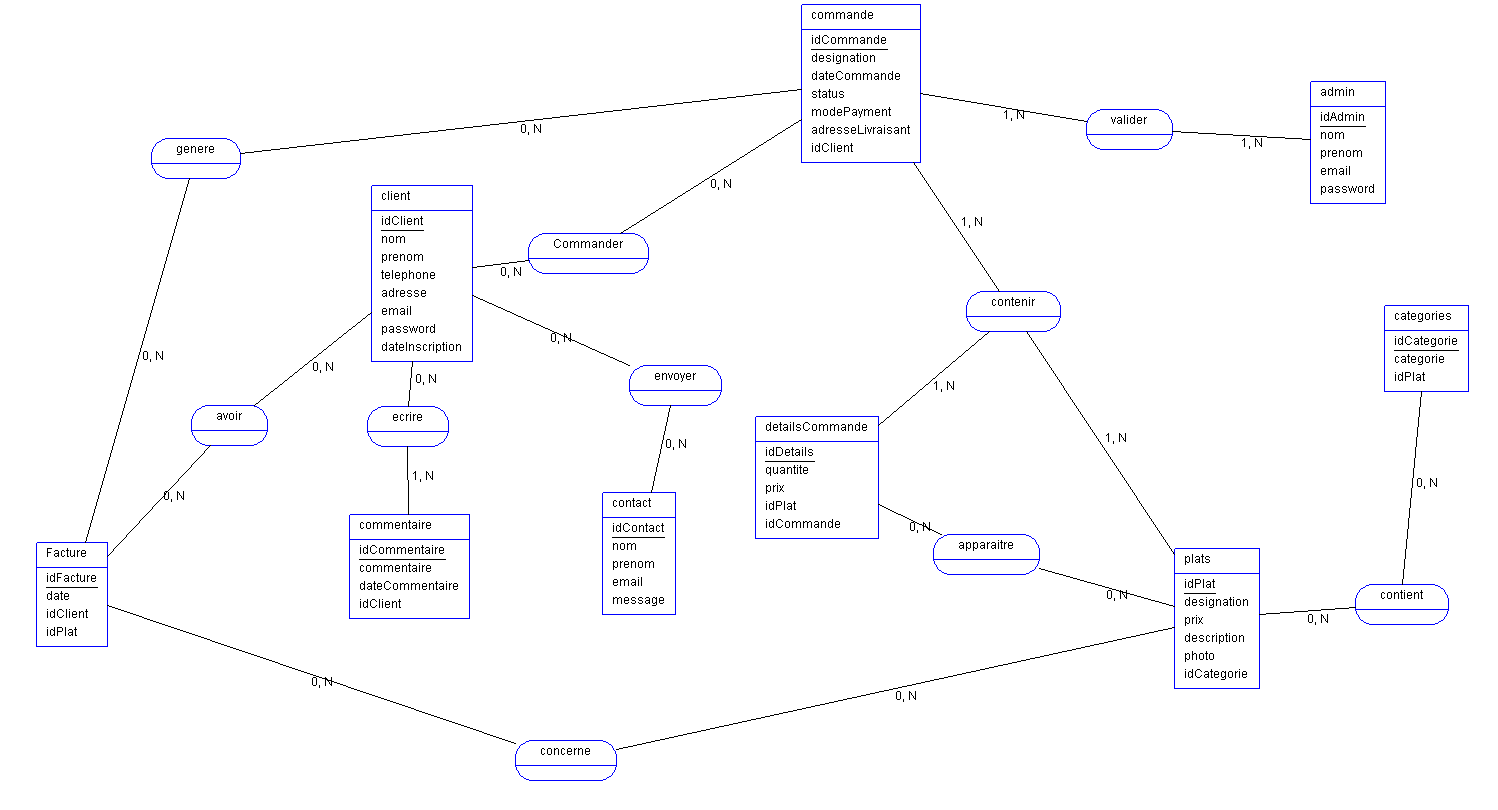 commande
idCommande
designation
dateCommande
status
modePayment
adresseLivraisant
idClient
admin
idAdmin
nom
prenom
email
password
valider
1, N
1, N
genere
0, N
0, N
client
idClient
nom
prenom
telephone
adresse
email
password
dateInscription
Commander
0, N
0, N
1, N
contenir
1, N
1, N
categories
idCategorie
categorie
idPlat
0, N
envoyer
0, N
0, N
avoir
0, N
0, N
ecrire
1, N
detailsCommande
idDetails
quantite
prix
idPlat
idCommande
contact
idContact
nom
prenom
email
message
commentaire
idCommentaire
commentaire
dateCommentaire
idClient
Facture
idFacture
date
idClient
idPlat
0, N
apparaitre
0, N
plats
idPlat
designation
prix
description
photo
idCategorie
0, N
contient
0, N
0, N
0, N
concerne